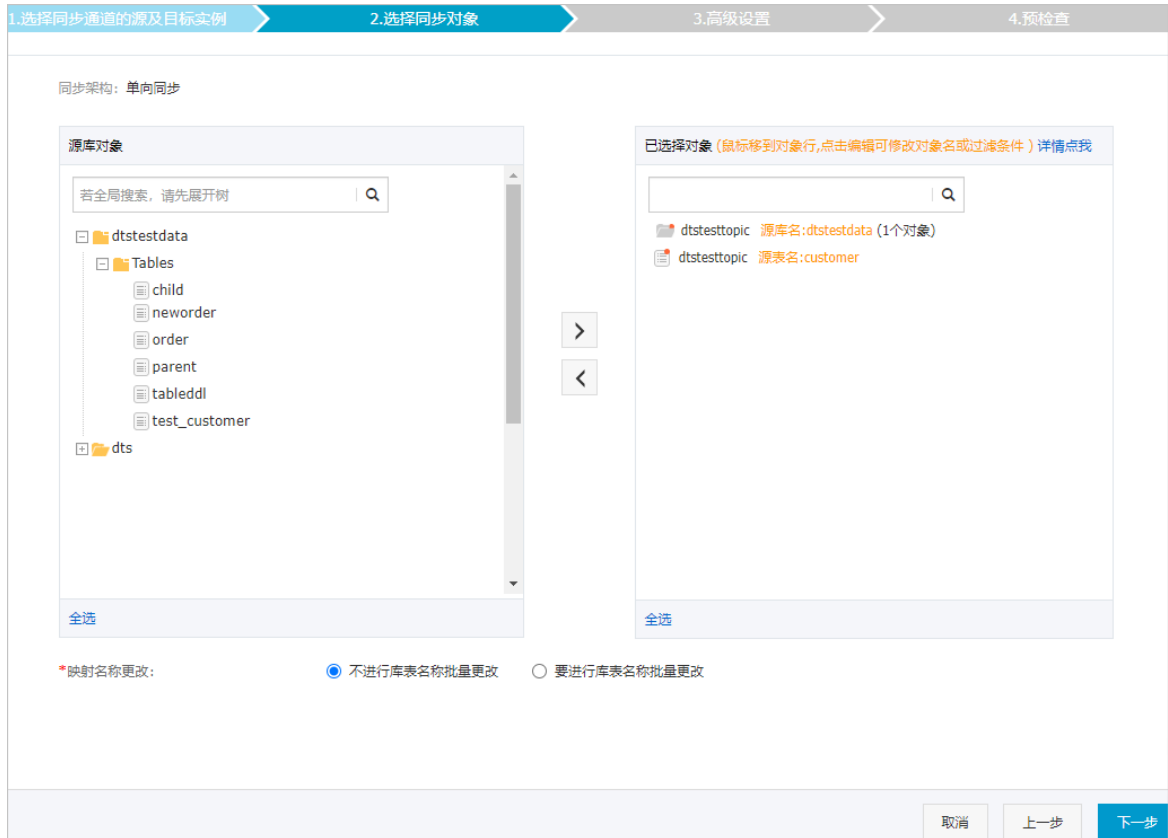 1.选择同步通道的源及目标实例 2.选择同步对象 3.高级设置 4.预检查
同步架构: 单向同步
源库对象
若全局搜索，请先展开树
dtstestdata
Tables
child
neworder
order
parent
tableddl
test_customer
dts
全选
已选择对象 (鼠标移到对象行,点击编辑可修改对象名或过滤条件 ) 详情点我
dtstesttopic 源库名:dtstestdata (1个对象)
dtstesttopic 源表名:customer
全选
*映射名称更改: 不进行库表名称批量更改 要进行库表名称批量更改
取消 上一步 下一步